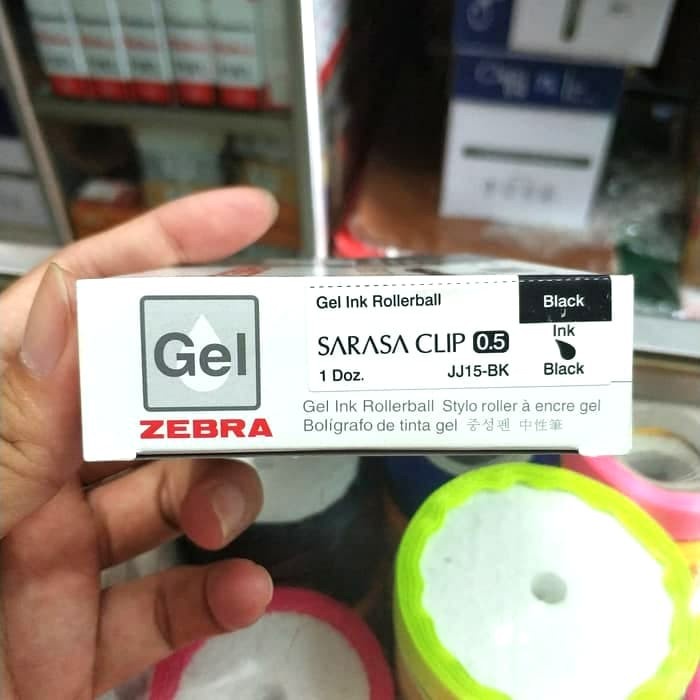 Gel
ZEBRA
Gel Ink Rollerball
Black
SARASA CLIP 0.5
Ink
Black
1 Doz.
JJ15-BK
Gel Ink Rollerball Stylo roller à encre gel
Bolígrafo de tinta gel 중성펜 中性筆